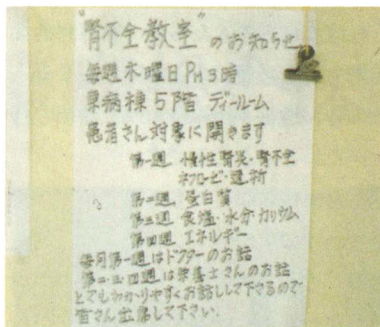 "腎不全教室"のお知らせ
毎週木曜日PM3時
東病棟5階 デイールーム
患者さん対象に開きます
第一週 慢性腎炎・腎不全
ネフローゼ・透析
第二週 蛋白質
第三週 食塩・水分・カリウム
第四週 エネルギー
毎月第一週はドクターのお話
第二・三・四週は栄養士さんのお話
とてもわかりやすくお話しして下さるので
皆さん出席して下さい.